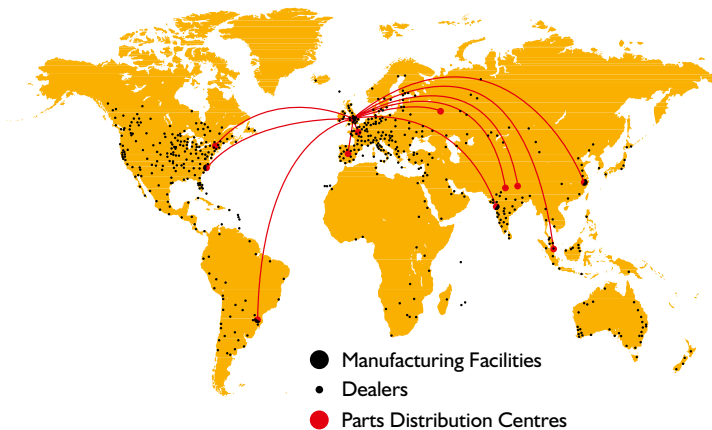 Manufacturing Facilities
Dealers
Parts Distribution Centres